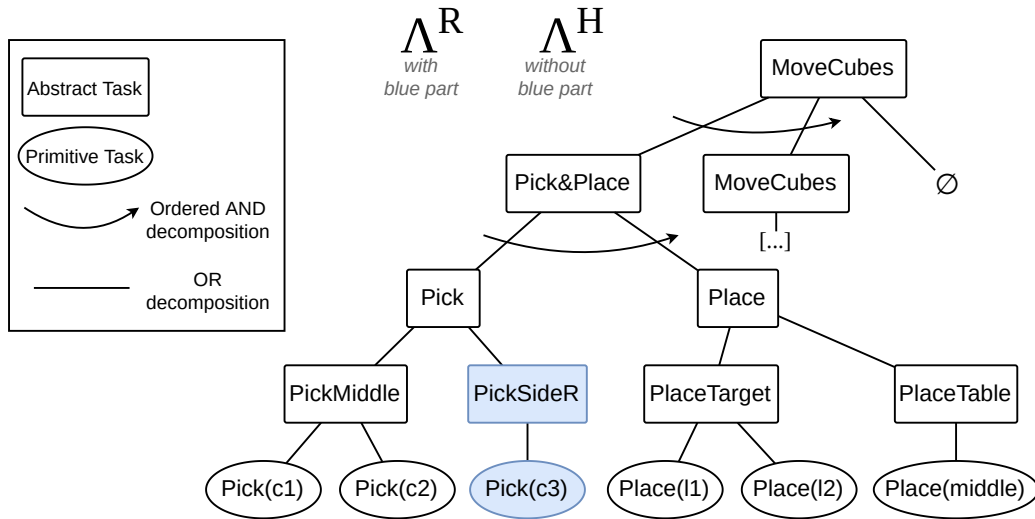 Λ^R
with
blue part
Λ^H
without
blue part
MoveCubes
Abstract Task
Primitive Task
Ordered AND
decomposition
OR
decomposition
Pick&Place
MoveCubes
∅
[...]
Pick
Place
PickMiddle
PickSideR
PlaceTarget
PlaceTable
Pick(c1)
Pick(c2)
Pick(c3)
Place(l1)
Place(l2)
Place(middle)